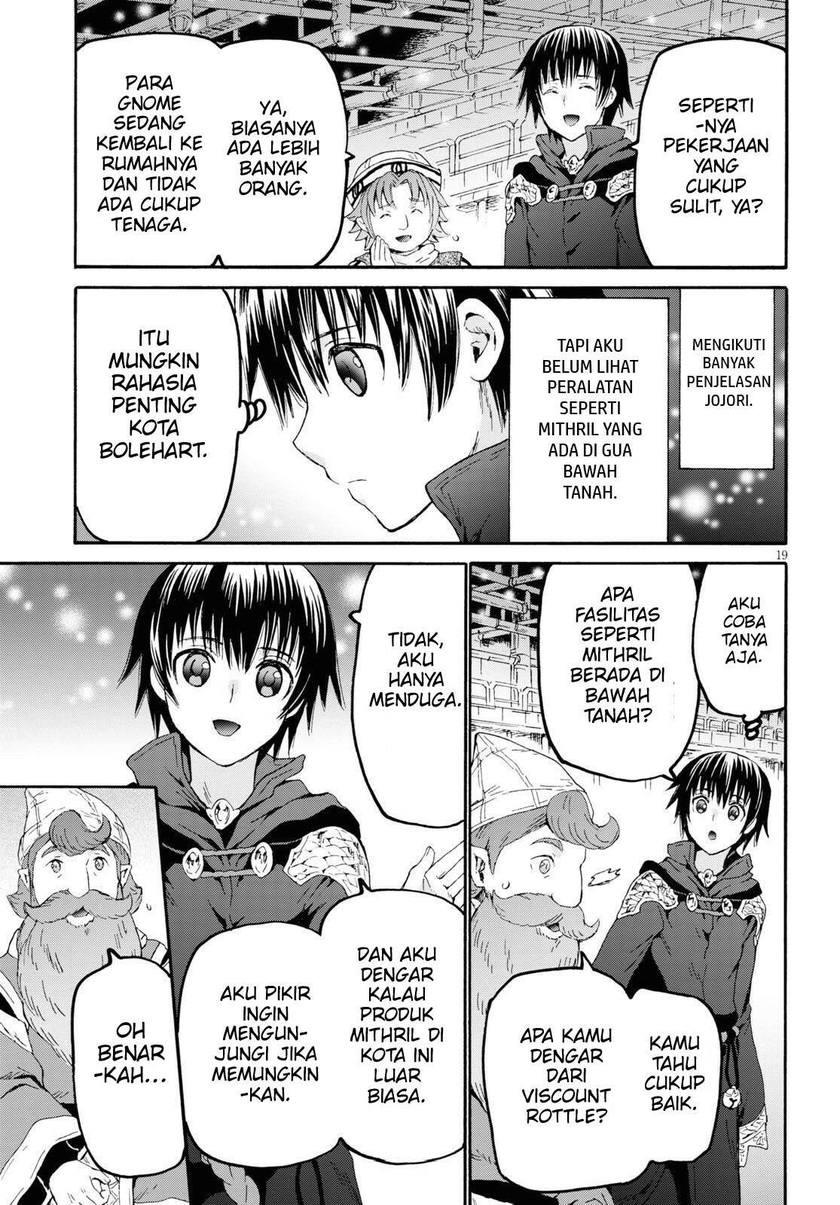 SEPERTI
-NYA
PEKERJAAN
YANG
CUKUP
SULIT, YA?
YA,
BIASANYA
ADA LEBIH
BANYAK
ORANG.
PARA
GNOME
SEDANG
KEMBALI KE
RUMAHNYA
DAN TIDAK
ADA CUKUP
TENAGA.
MENGIKUTI
BANYAK
PENJELASAN
JOJORI.
TAPI AKU
BELUM LIHAT
PERALATAN
SEPERTI
MITHRIL YANG
ADA DI GUA
BAWAH
TANAH.
ITU
MUNGKIN
RAHASIA
PENTING
KOTA
BOLEHART.
19
AKU
COBA
TANYA
AJA.
APA
FASILITAS
SEPERTI
MITHRIL
BERADA DI
BAWAH
TANAH?
KAMU
TAHU
CUKUP
BAIK.
APA KAMU
DENGAR
DARI
VISCOUNT
ROTTLE?
TIDAK,
AKU
HANYA
MENDUGA.
DAN AKU
DENGAR
KALAU
PRODUK
MITHRIL DI
KOTA INI
LUAR
BIASA.
AKU PIKIR
INGIN
MENGUN-
JUNGI JIKA
MEMUNGKIN
-KAN.
OH
BENAR
-KAH...